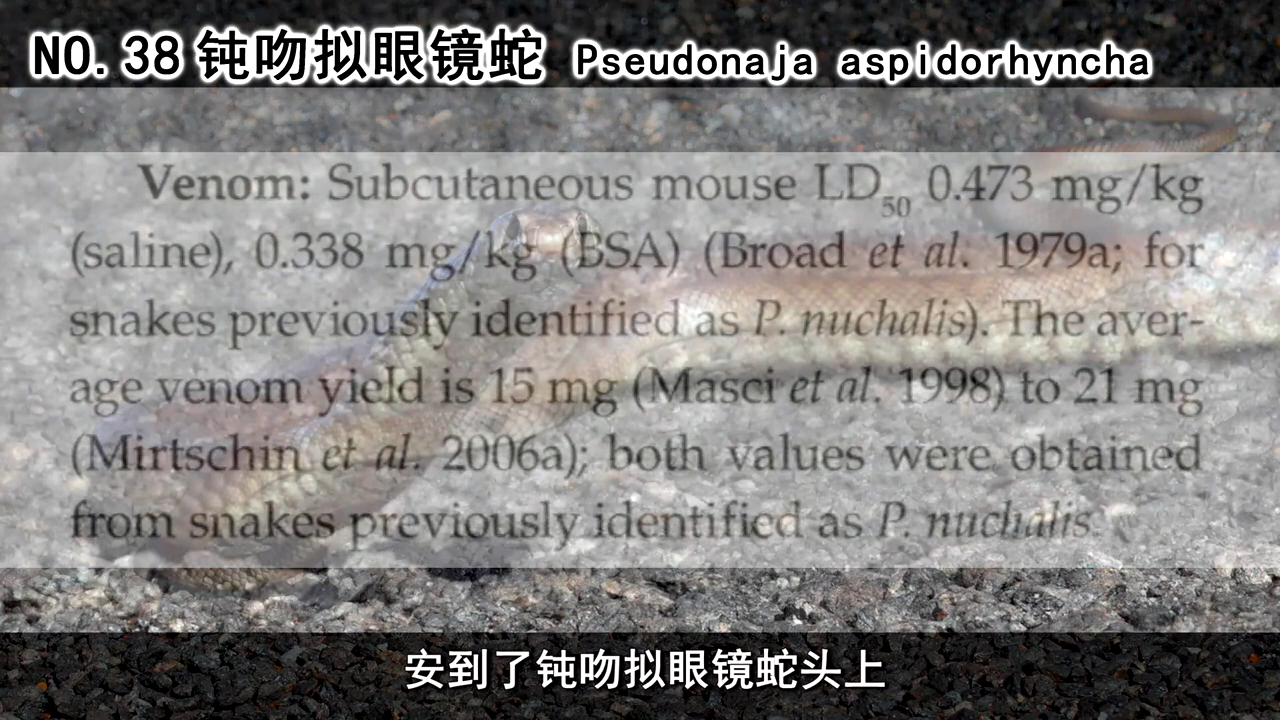 NO.38 钝吻拟眼镜蛇 Pseudonaja aspidorhyncha
Venom: Subcutaneous mouse LD50 0.473 mg/kg
(saline), 0.338 mg/kg (BSA) (Broad et al. 1979a; for
snakes previously identified as P. nuchalis). The aver-
age venom yield is 15 mg (Masci et al. 1998) to 21 mg
(Mirtschin et al. 2006a); both values were obtained
from snakes previously identified as P. nuchalis.
安到了钝吻拟眼镜蛇头上